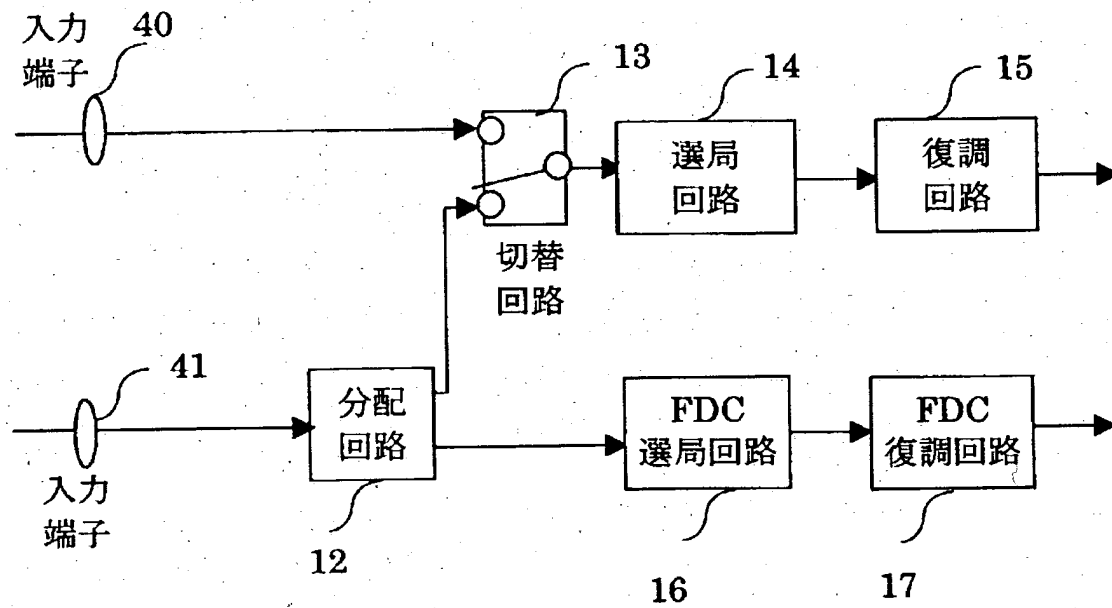 入力
端子
40
13
14
15
選局
回路
復調
回路
切替
回路
41
分配
回路
FDC
選局回路
FDC
復調回路
入力
端子
12
16
17